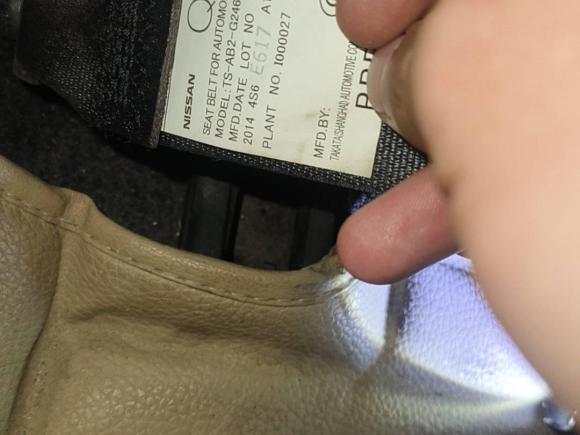 NISSAN
SEAT BELT FOR AUTOMO
MODEL:TS-AB2-G246
MFD.DATE LOT NO
2014 4S6 E617
PLANT NO. I000027
MFD.BY:
TAKATA(SHANGHAI) AUTOMOTIVE CO